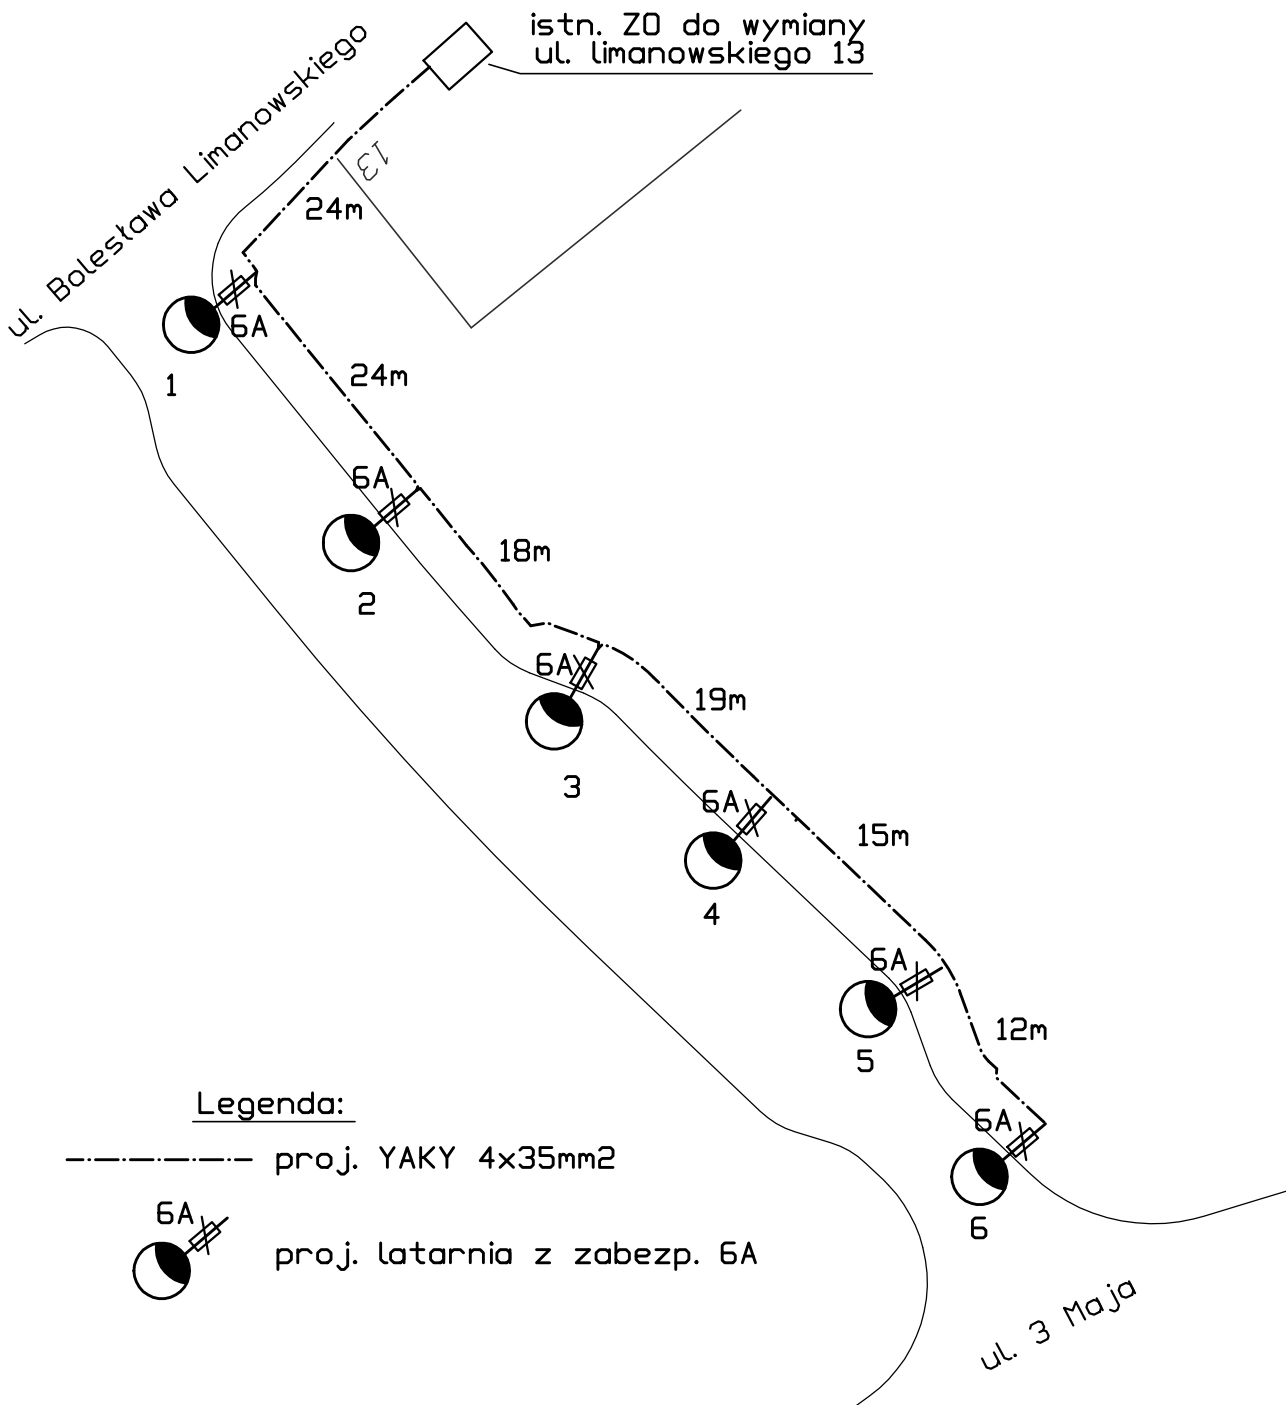 istn. ZO do wymiany
ul. limanowskiego 13
ul. Bolesława Limanowskiego
13
24m
6A
1
24m
6A
2
18m
6A
3
19m
6A
4
15m
6A
5
12m
6A
6
Legenda:
proj. YAKY 4x35mm2
6A
proj. latarnia z zabezp. 6A
ul. 3 Maja